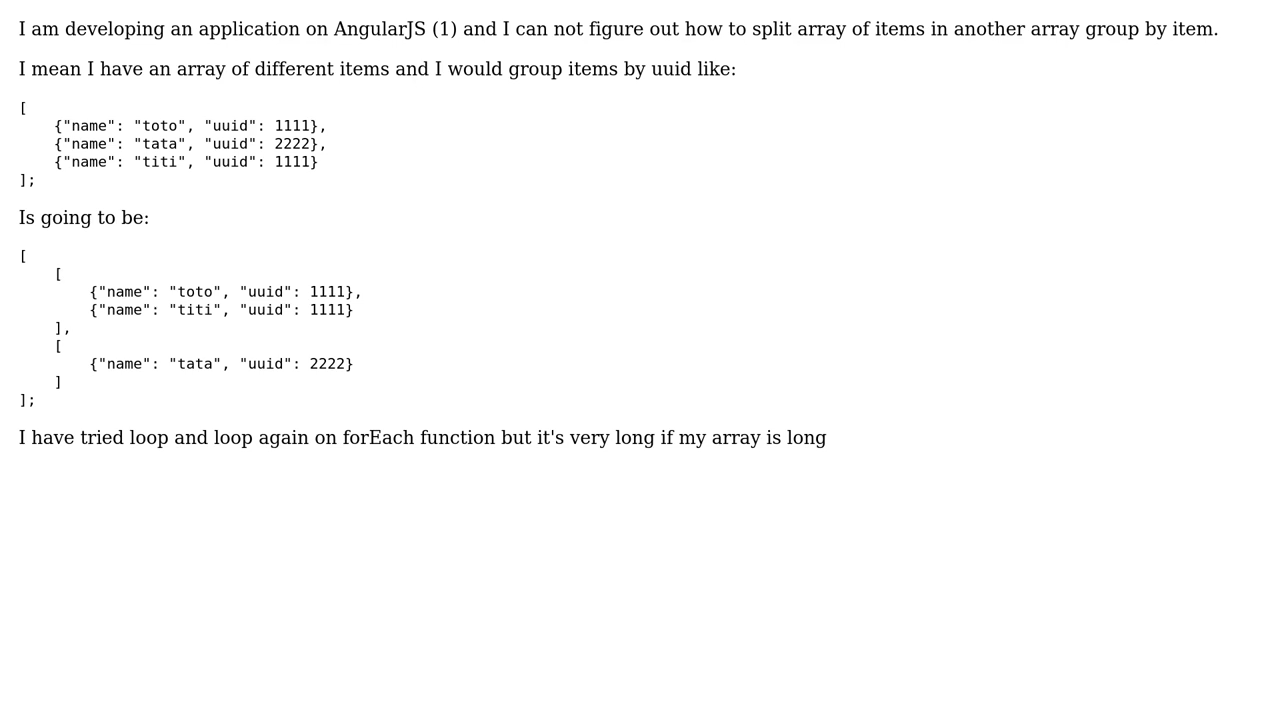 I am developing an application on AngularJS (1) and I can not figure out how to split array of items in another array group by item.
I mean I have an array of different items and I would group items by uuid like:
[
    {"name": "toto", "uuid": 1111},
    {"name": "tata", "uuid": 2222},
    {"name": "titi", "uuid": 1111}
];
Is going to be:
[
    [
        {"name": "toto", "uuid": 1111},
        {"name": "titi", "uuid": 1111}
    ],
    [
        {"name": "tata", "uuid": 2222}
    ]
];
I have tried loop and loop again on forEach function but it's very long if my array is long